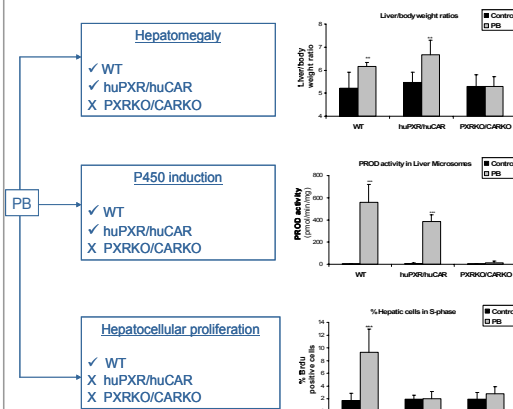 PB
Hepatomegaly
✓ WT
✓ huPXR/huCAR
X PXRKO/CARKO
P450 induction
✓ WT
✓ huPXR/huCAR
X PXRKO/CARKO
Hepatocellular proliferation
✓ WT
X huPXR/huCAR
X PXRKO/CARKO
Liver/body weight ratios
Contro
PB
Liver/body
weight ratio
8
7
6
5
4
**
**
WT
huPXR/huCAR
PXRKO/CARKO
PROD activity in Liver Microsomes
Contro
PB
PROD activity
(pmol/min/mg)
800
600
400
200
0
***
***
WT
huPXR/huCAR
PXRKO/CARKO
% Hepatic cells in S-phase
Contro
PB
% Brdu
positive cells
14
12
10
8
6
4
2